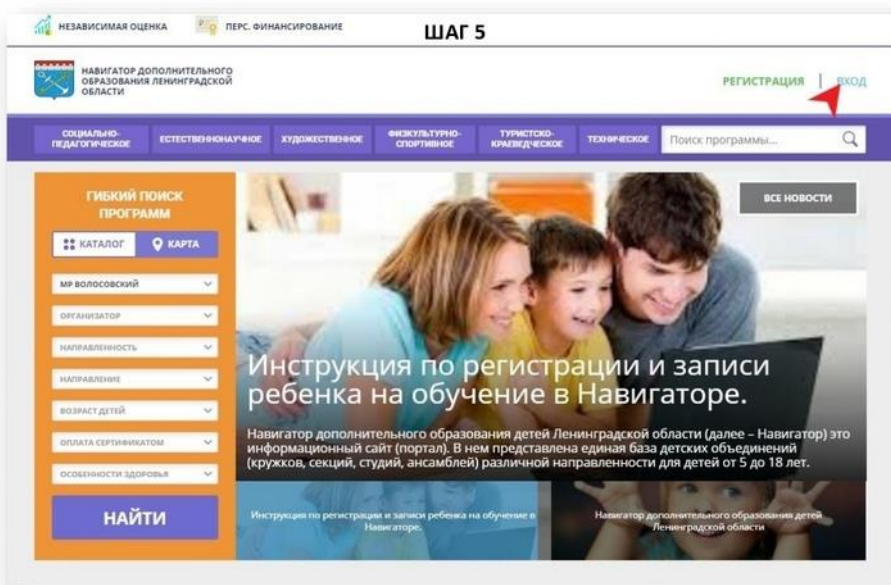 НЕЗАВИСИМАЯ ОЦЕНКА
ПЕРС. ФИНАНСИРОВАНИЕ
ШАГ 5
НАВИГАТОР ДОПОЛНИТЕЛЬНОГО
ОБРАЗОВАНИЯ ЛЕНИНГРАДСКОЙ
ОБЛАСТИ
РЕГИСТРАЦИЯ | ВХОД
СОЦИАЛЬНО-
ПЕДАГОГИЧЕСКОЕ
ЕСТЕСТВЕННОНАУЧНОЕ
ХУДОЖЕСТВЕННОЕ
ФИЗКУЛЬТУРНО-
СПОРТИВНОЕ
ТУРИСТСКО-
КРАЕВЕДЧЕСКОЕ
ТЕХНИЧЕСКОЕ
Поиск программы...
ГИБКИЙ ПОИСК
ПРОГРАММ
КАТАЛОГ
КАРТА
МР ВОЛОСОВСКИЙ
ОРГАНИЗАТОР
НАПРАВЛЕННОСТЬ
НАПРАВЛЕНИЕ
ВОЗРАСТ ДЕТЕЙ
ОПЛАТА СЕРТИФИКАТОМ
ОСОБЕННОСТИ ЗДОРОВЬЯ
НАЙТИ
ВСЕ НОВОСТИ
Инструкция по регистрации и записи
ребенка на обучение в Навигаторе.
Навигатор дополнительного образования детей Ленинградской области (далее – Навигатор) это
информационный сайт (портал). В нем представлена единая база детских объединений
(кружков, секций, студий, ансамблей) различной направленности для детей от 5 до 18 лет.
Инструкция по регистрации и записи ребенка на обучение в
Навигаторе.
Навигатор дополнительного образования детей
Ленинградской области